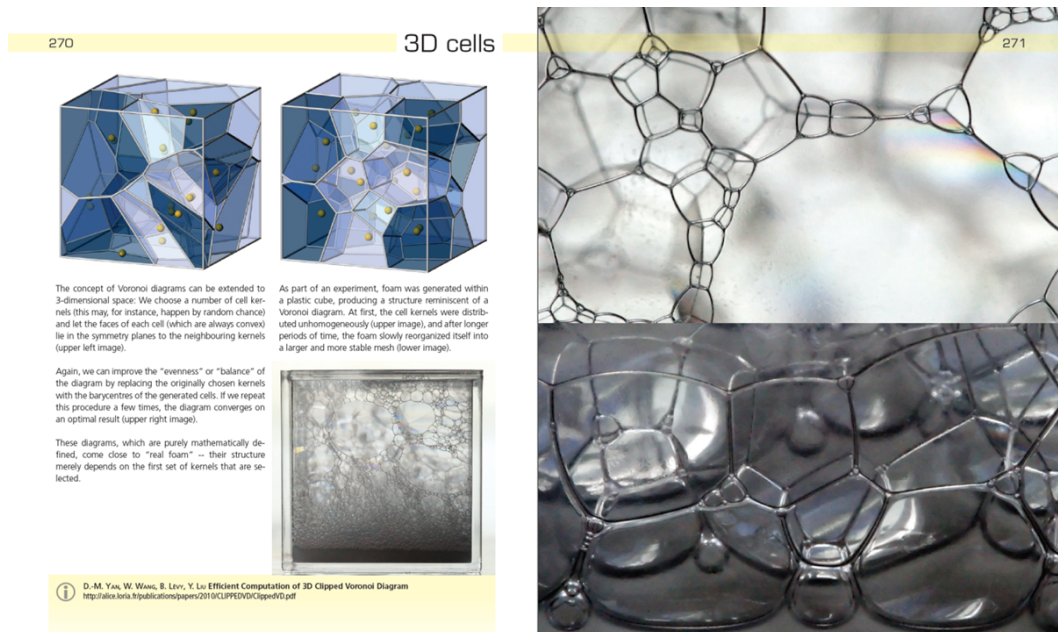 270
3D cells
271
The concept of Voronoi diagrams can be extended to
3-dimensional space: We choose a number of cell ker-
nels (this may, for instance, happen by random chance)
and let the faces of each cell (which are always convex)
lie in the symmetry planes to the neighbouring kernels
(upper left image).
Again, we can improve the “evenness” or “balance” of
the diagram by replacing the originally chosen kernels
with the barycentres of the generated cells. If we repeat
this procedure a few times, the diagram converges on
an optimal result (upper right image).
These diagrams, which are purely mathematically de-
fined, come close to “real foam” -- their structure
merely depends on the first set of kernels that are se-
lected.
As part of an experiment, foam was generated within
a plastic cube, producing a structure reminiscent of a
Voronoi diagram. At first, the cell kernels were distrib-
uted unhomogeneously (upper image), and after longer
periods of time, the foam slowly reorganized itself into
a larger and more stable mesh (lower image).
i
D.-M. Yan, W. Wang, B. Lévy, Y. Liu Efficient Computation of 3D Clipped Voronoi Diagram
http://alice.loria.fr/publications/papers/2010/CLIPPEDVD/ClippedVD.pdf